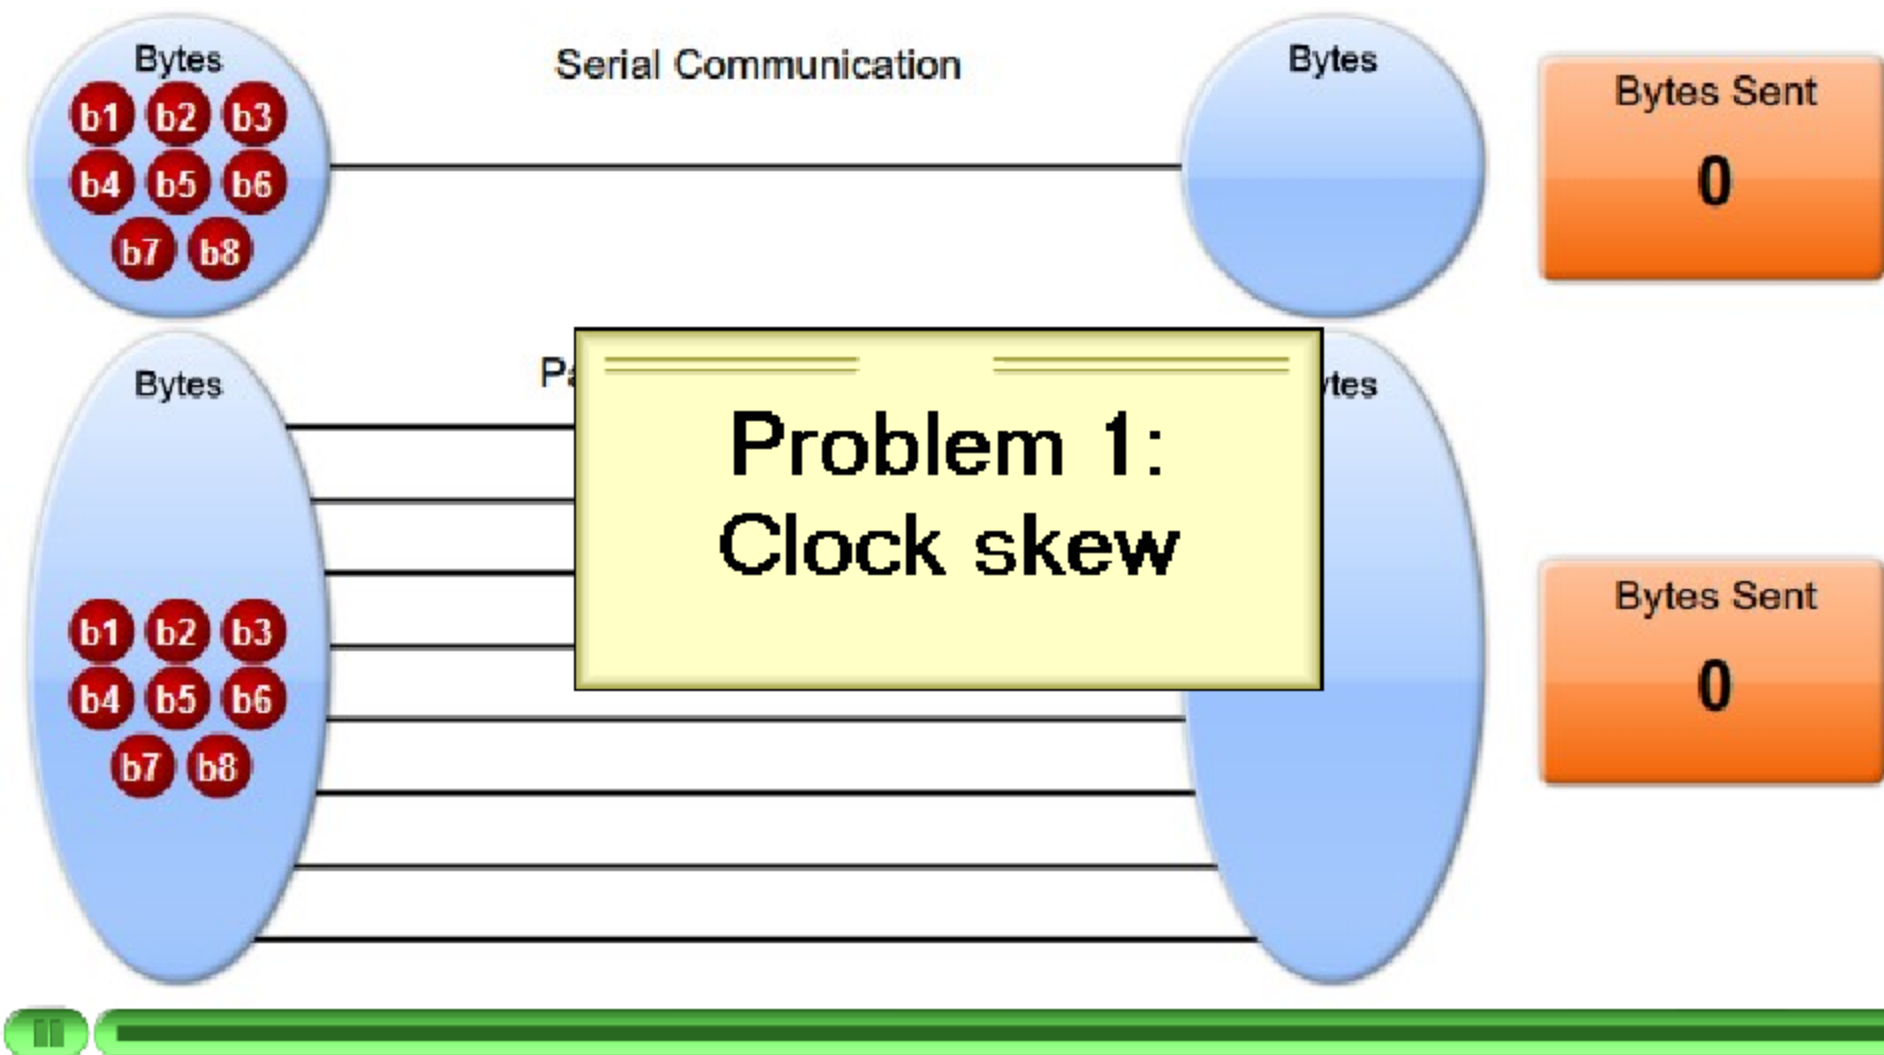 Bytes
b1 b2 b3
b4 b5 b6
b7 b8
Serial Communication
Bytes
Bytes Sent
0
Bytes
b1 b2 b3
b4 b5 b6
b7 b8
Problem 1:
Clock skew
Bytes Sent
0